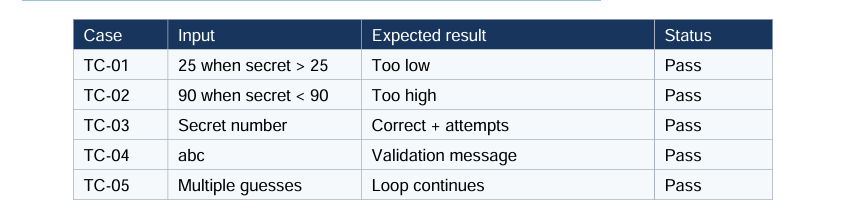 Case Input Expected result Status
TC-01 25 when secret > 25 Too low Pass
TC-02 90 when secret < 90 Too high Pass
TC-03 Secret number Correct + attempts Pass
TC-04 abc Validation message Pass
TC-05 Multiple guesses Loop continues Pass